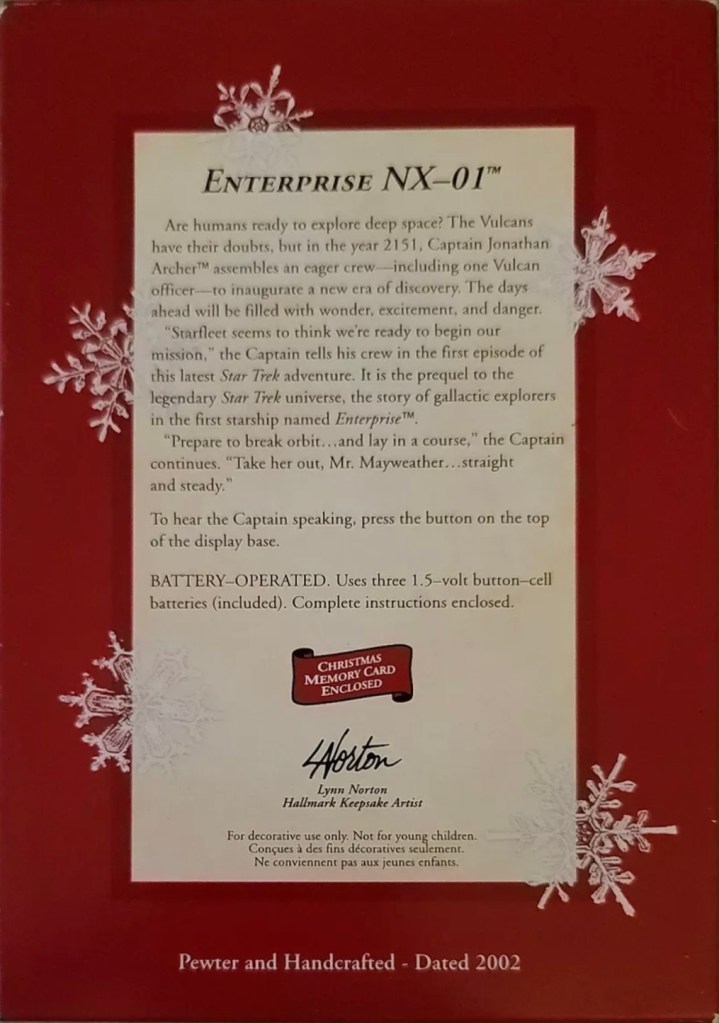 ENTERPRISE NX–01™
Are humans ready to explore deep space? The Vulcans
have their doubts, but in the year 2151, Captain Jonathan
Archer™ assembles an eager crew—including one Vulcan
officer—to inaugurate a new era of discovery. The days
ahead will be filled with wonder, excitement, and danger.
"Starfleet seems to think we're ready to begin our
mission," the Captain tells his crew in the first episode of
this latest Star Trek adventure. It is the prequel to the
legendary Star Trek universe, the story of gallactic explorers
in the first starship named Enterprise™.
"Prepare to break orbit…and lay in a course," the Captain
continues. "Take her out, Mr. Mayweather…straight
and steady."
To hear the Captain speaking, press the button on the top
of the display base.
BATTERY–OPERATED. Uses three 1.5–volt button–cell
batteries (included). Complete instructions enclosed.
CHRISTMAS
MEMORY CARD
ENCLOSED
LNorton
Lynn Norton
Hallmark Keepsake Artist
For decorative use only. Not for young children.
Conçues à des fins décoratives seulement.
Ne conviennent pas aux jeunes enfants.
Pewter and Handcrafted - Dated 2002